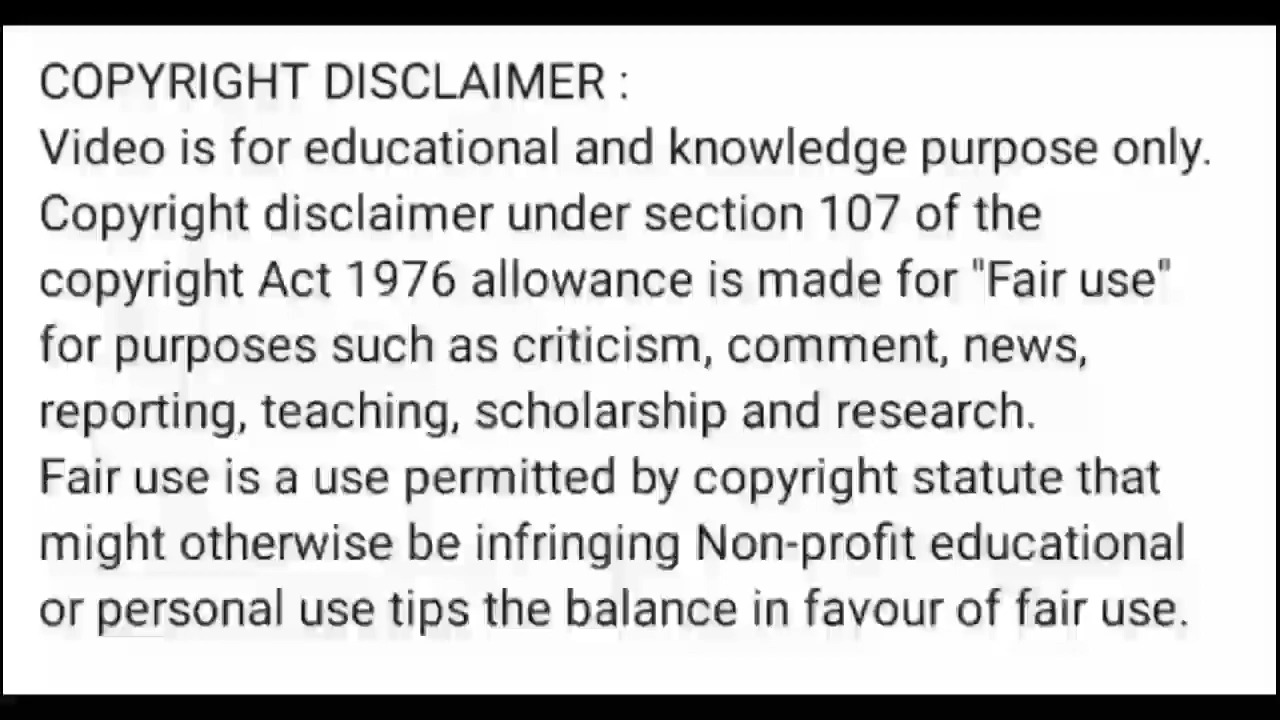 COPYRIGHT DISCLAIMER :
Video is for educational and knowledge purpose only.
Copyright disclaimer under section 107 of the
copyright Act 1976 allowance is made for "Fair use"
for purposes such as criticism, comment, news,
reporting, teaching, scholarship and research.
Fair use is a use permitted by copyright statute that
might otherwise be infringing Non-profit educational
or personal use tips the balance in favour of fair use.